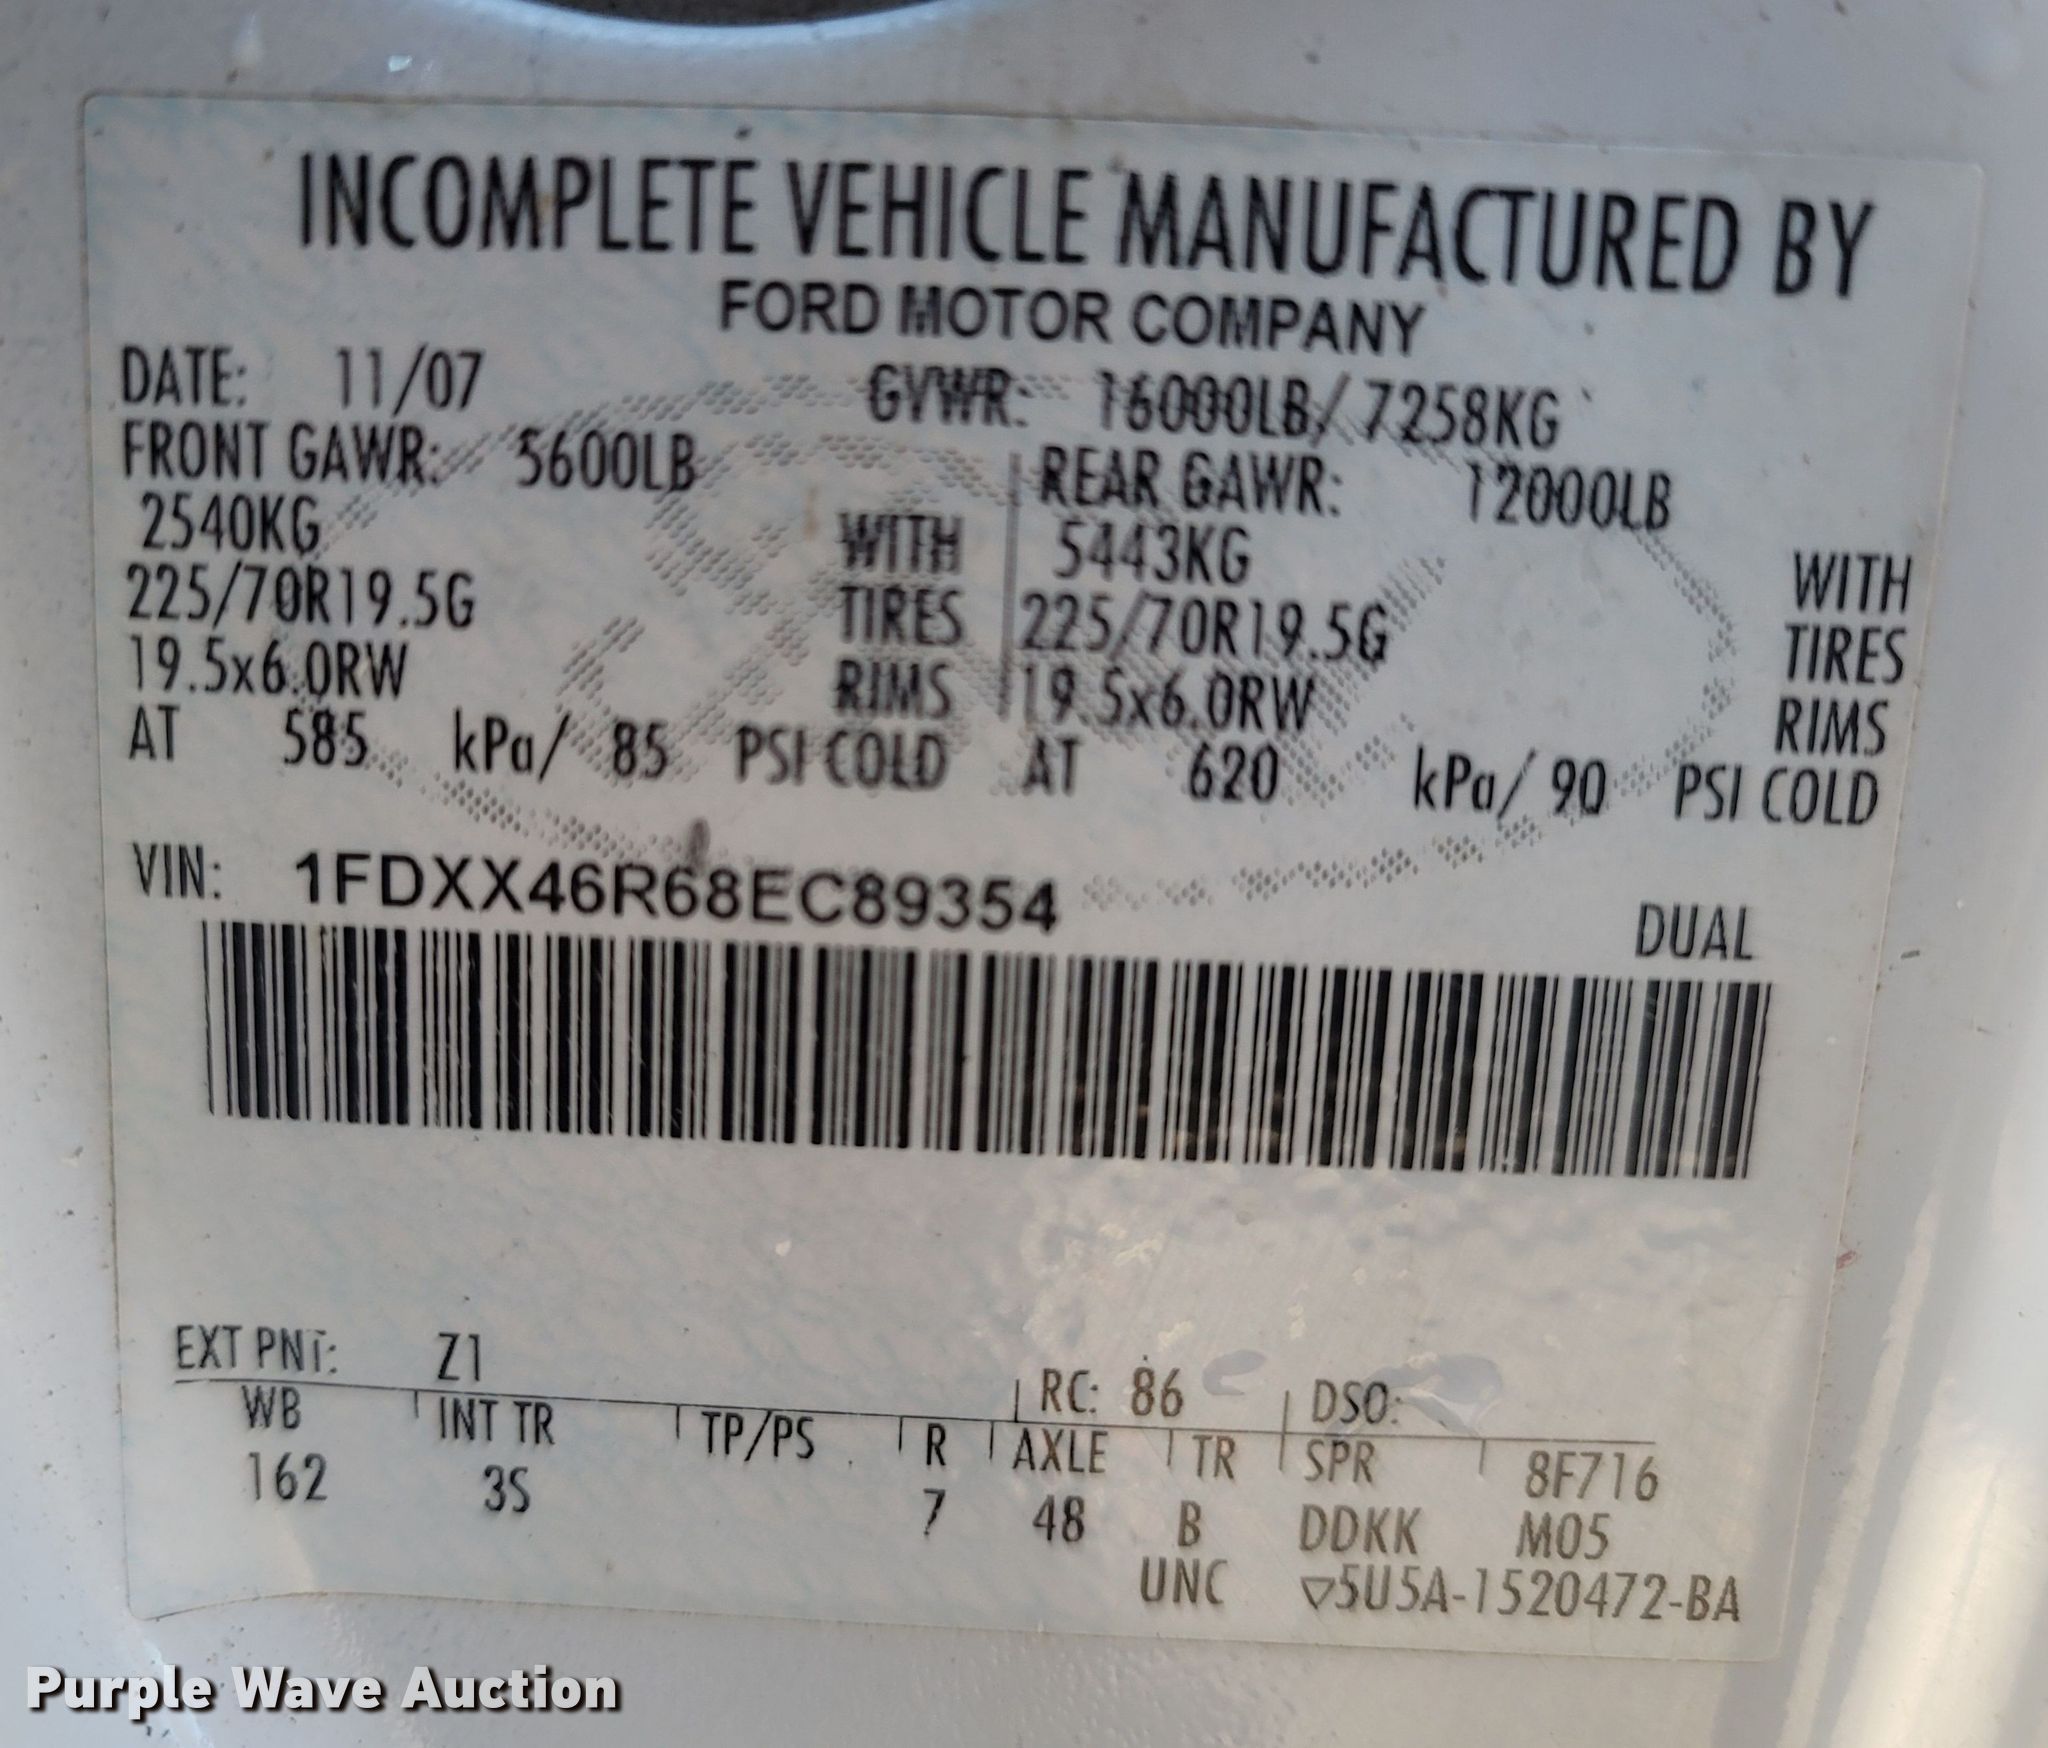 INCOMPLETE VEHICLE MANUFACTURED BY
FORD MOTOR COMPANY
DATE: 11/07 GVWR: 16000LB/ 7258KG
FRONT GAWR: 5600LB REAR GAWR: 12000LB
2540KG WITH 5443KG WITH
225/70R19.5G TIRES 225/70R19.5G TIRES
19.5x6.0RW RIMS 19.5x6.0RW RIMS
AT 585 kPa/ 85 PSI COLD AT 620 kPa/ 90 PSI COLD
VIN: 1FDXX46R68EC89354
DUAL
EXT PNT: Z1 RC: 86 DSO:
WB INT TR TP/PS R AXLE TR SPR 8F716
162 3S 7 48 B DDKK M05
UNC ▽5U5A-1520472-BA
Purple Wave Auction